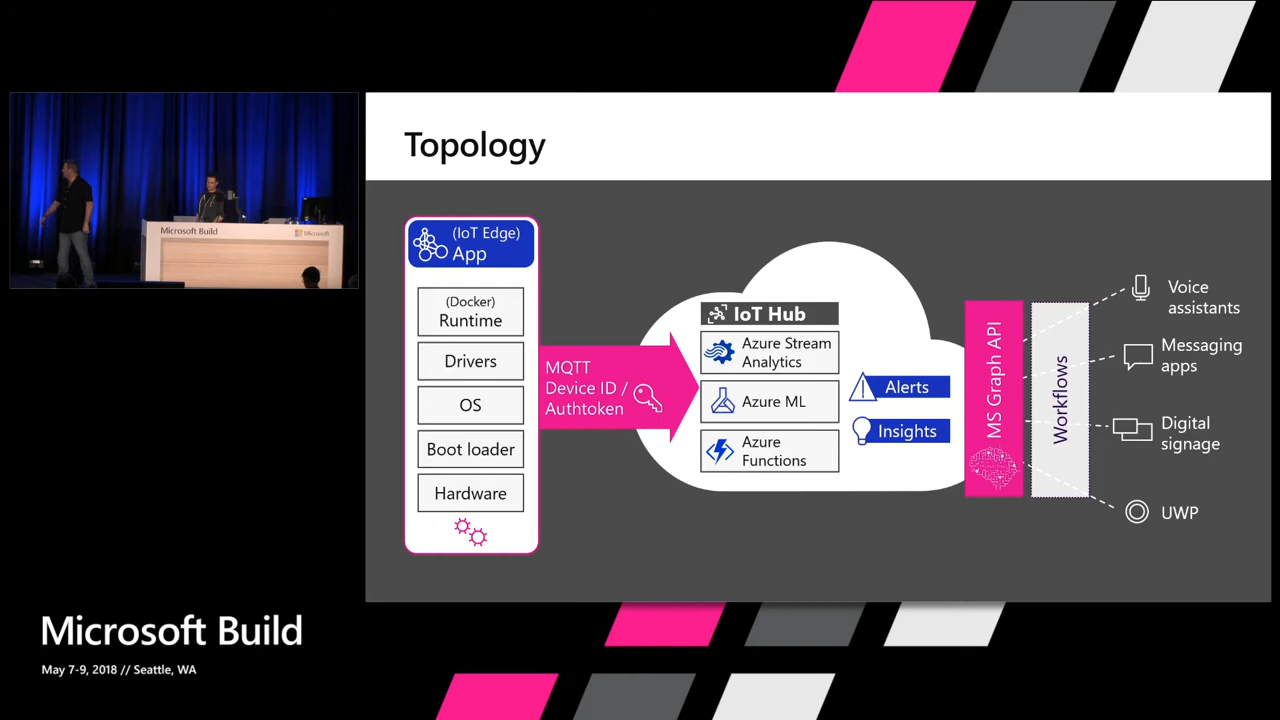 Topology
Microsoft Build
Microsoft
(IoT Edge)
App
(Docker)
Runtime
Drivers
OS
Boot loader
Hardware
MQTT
Device ID /
Authtoken
IoT Hub
Azure Stream
Analytics
Azure ML
Azure
Functions
Alerts
Insights
MS Graph API
Workflows
Voice
assistants
Messaging
apps
Digital
signage
UWP
Microsoft Build
May 7-9, 2018 // Seattle, WA